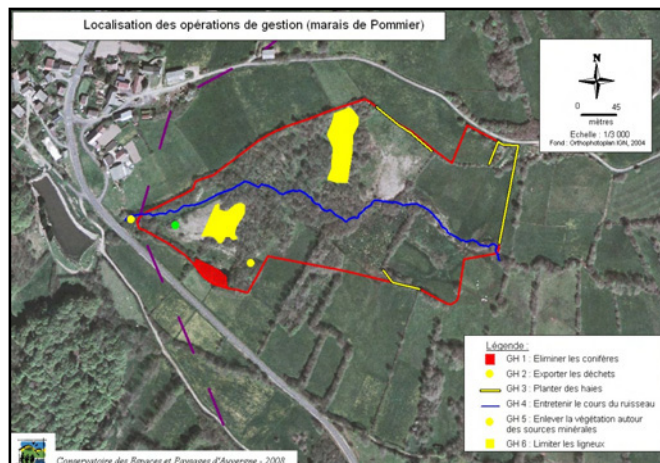 Localisation des opérations de gestion (marais de Pommier)
N
0 45
mètres
Echelle : 1/3 000
Fond : Orthophotoplan IGN, 2004
Légende :
GH 1 : Eliminer les conifères
GH 2 : Exporter les déchets
GH 3 : Planter des haies
GH 4 : Entretenir le cours du ruisseau
GH 5 : Enlever la végétation autour
des sources minérales
GH 6 : Limiter les ligneux
Conservatoire des Espaces et Paysages d'Auvergne - 2008